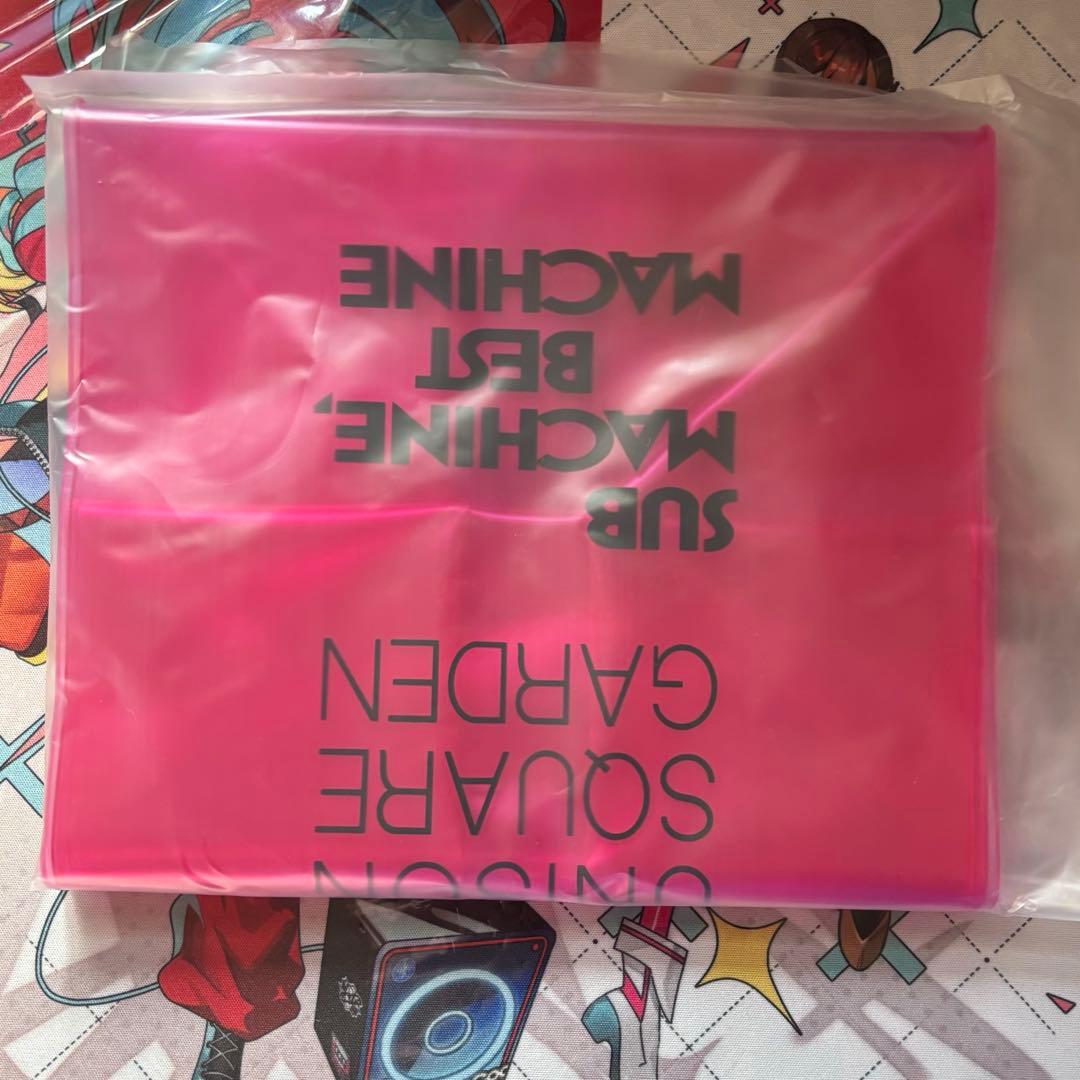 UNISON
SQUARE
GARDEN
SUB
MACHINE,
BEST
MACHINE